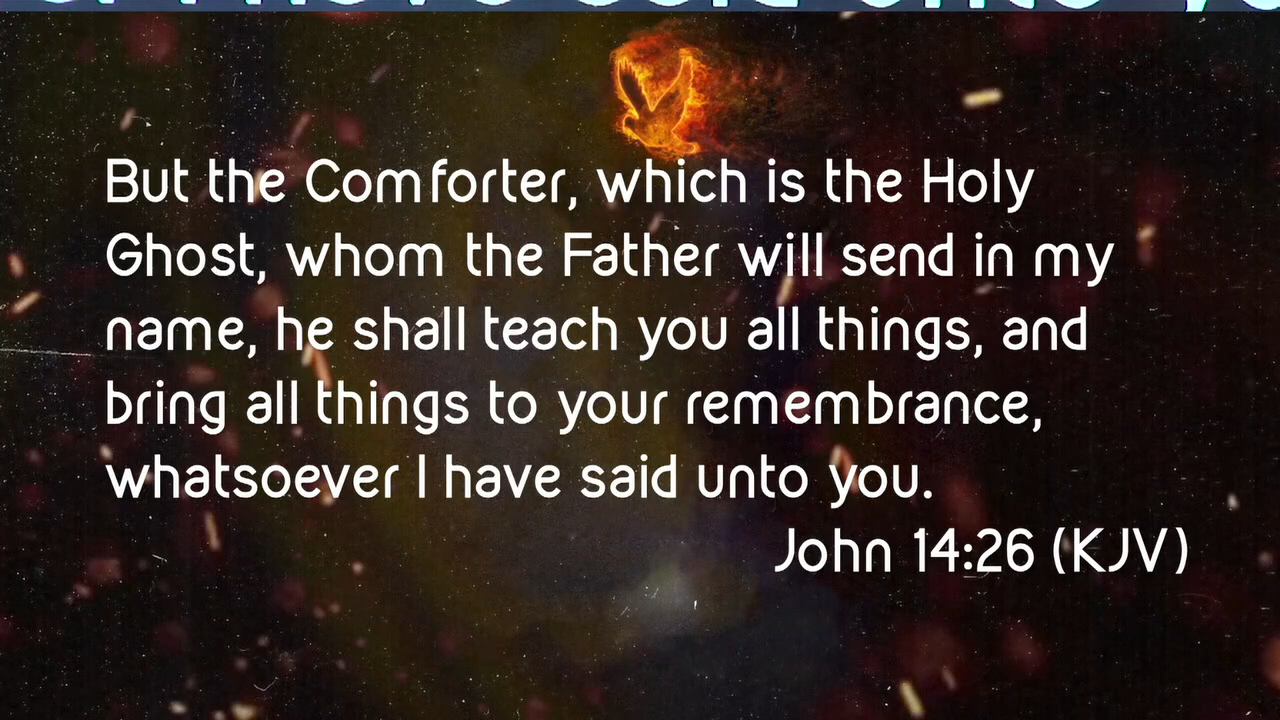 But the Comforter, which is the Holy
Ghost, whom the Father will send in my
name, he shall teach you all things, and
bring all things to your remembrance,
whatsoever I have said unto you.
John 14:26 (KJV)